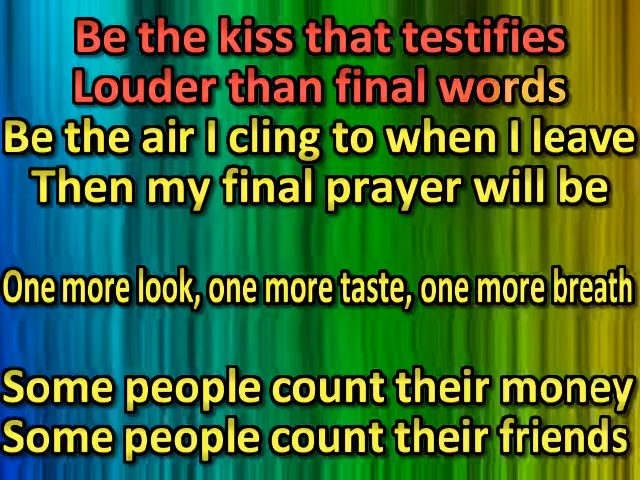 Be the kiss that testifies
Louder than final words
Be the air I cling to when I leave
Then my final prayer will be
One more look, one more taste, one more breath
Some people count their money
Some people count their friends